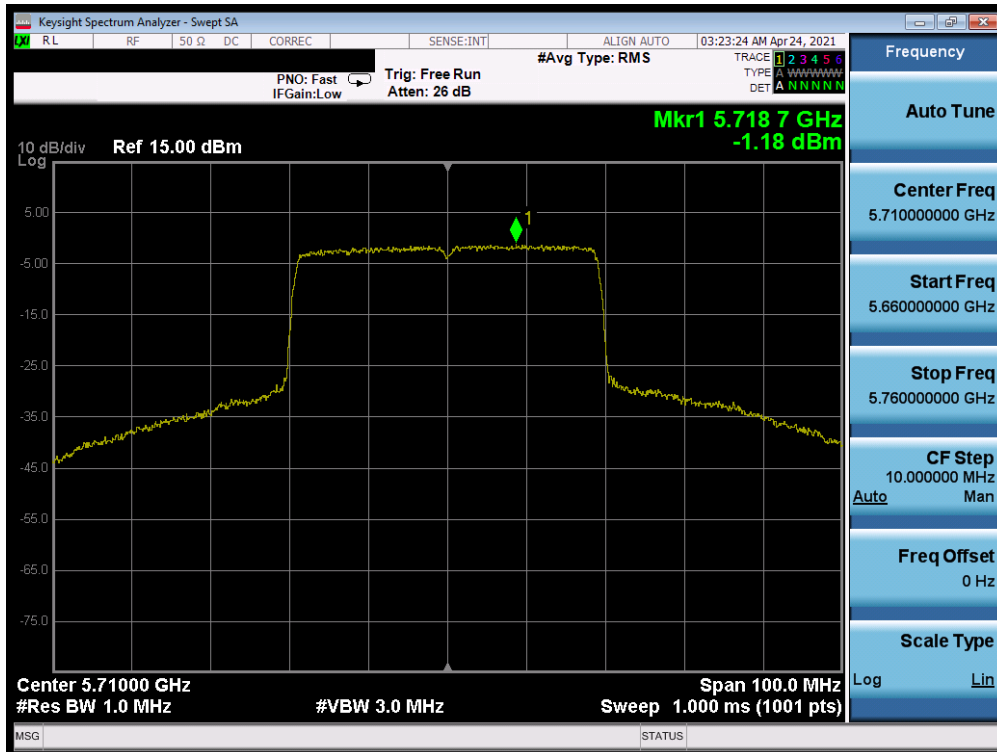 Keysight Spectrum Analyzer - Swept SA
LXI RL RF 50 Ω DC CORREC SENSE:INT ALIGN AUTO 03:23:24 AM Apr 24, 2021
#Avg Type: RMS TRACE 1 2 3 4 5 6
PNO: Fast Trig: Free Run TYPE A WWWWW
IFGain:Low Atten: 26 dB DET A N N N N N
Mkr1 5.718 7 GHz
-1.18 dBm
10 dB/div Ref 15.00 dBm
Log
1
5.00
-5.00
-15.0
-25.0
-35.0
-45.0
-55.0
-65.0
-75.0
Center 5.71000 GHz Span 100.0 MHz
#Res BW 1.0 MHz #VBW 3.0 MHz Sweep 1.000 ms (1001 pts)
MSG STATUS
Frequency
Auto Tune
Center Freq
5.710000000 GHz
Start Freq
5.660000000 GHz
Stop Freq
5.760000000 GHz
CF Step
10.000000 MHz
Auto Man
Freq Offset
0 Hz
Scale Type
Log Lin